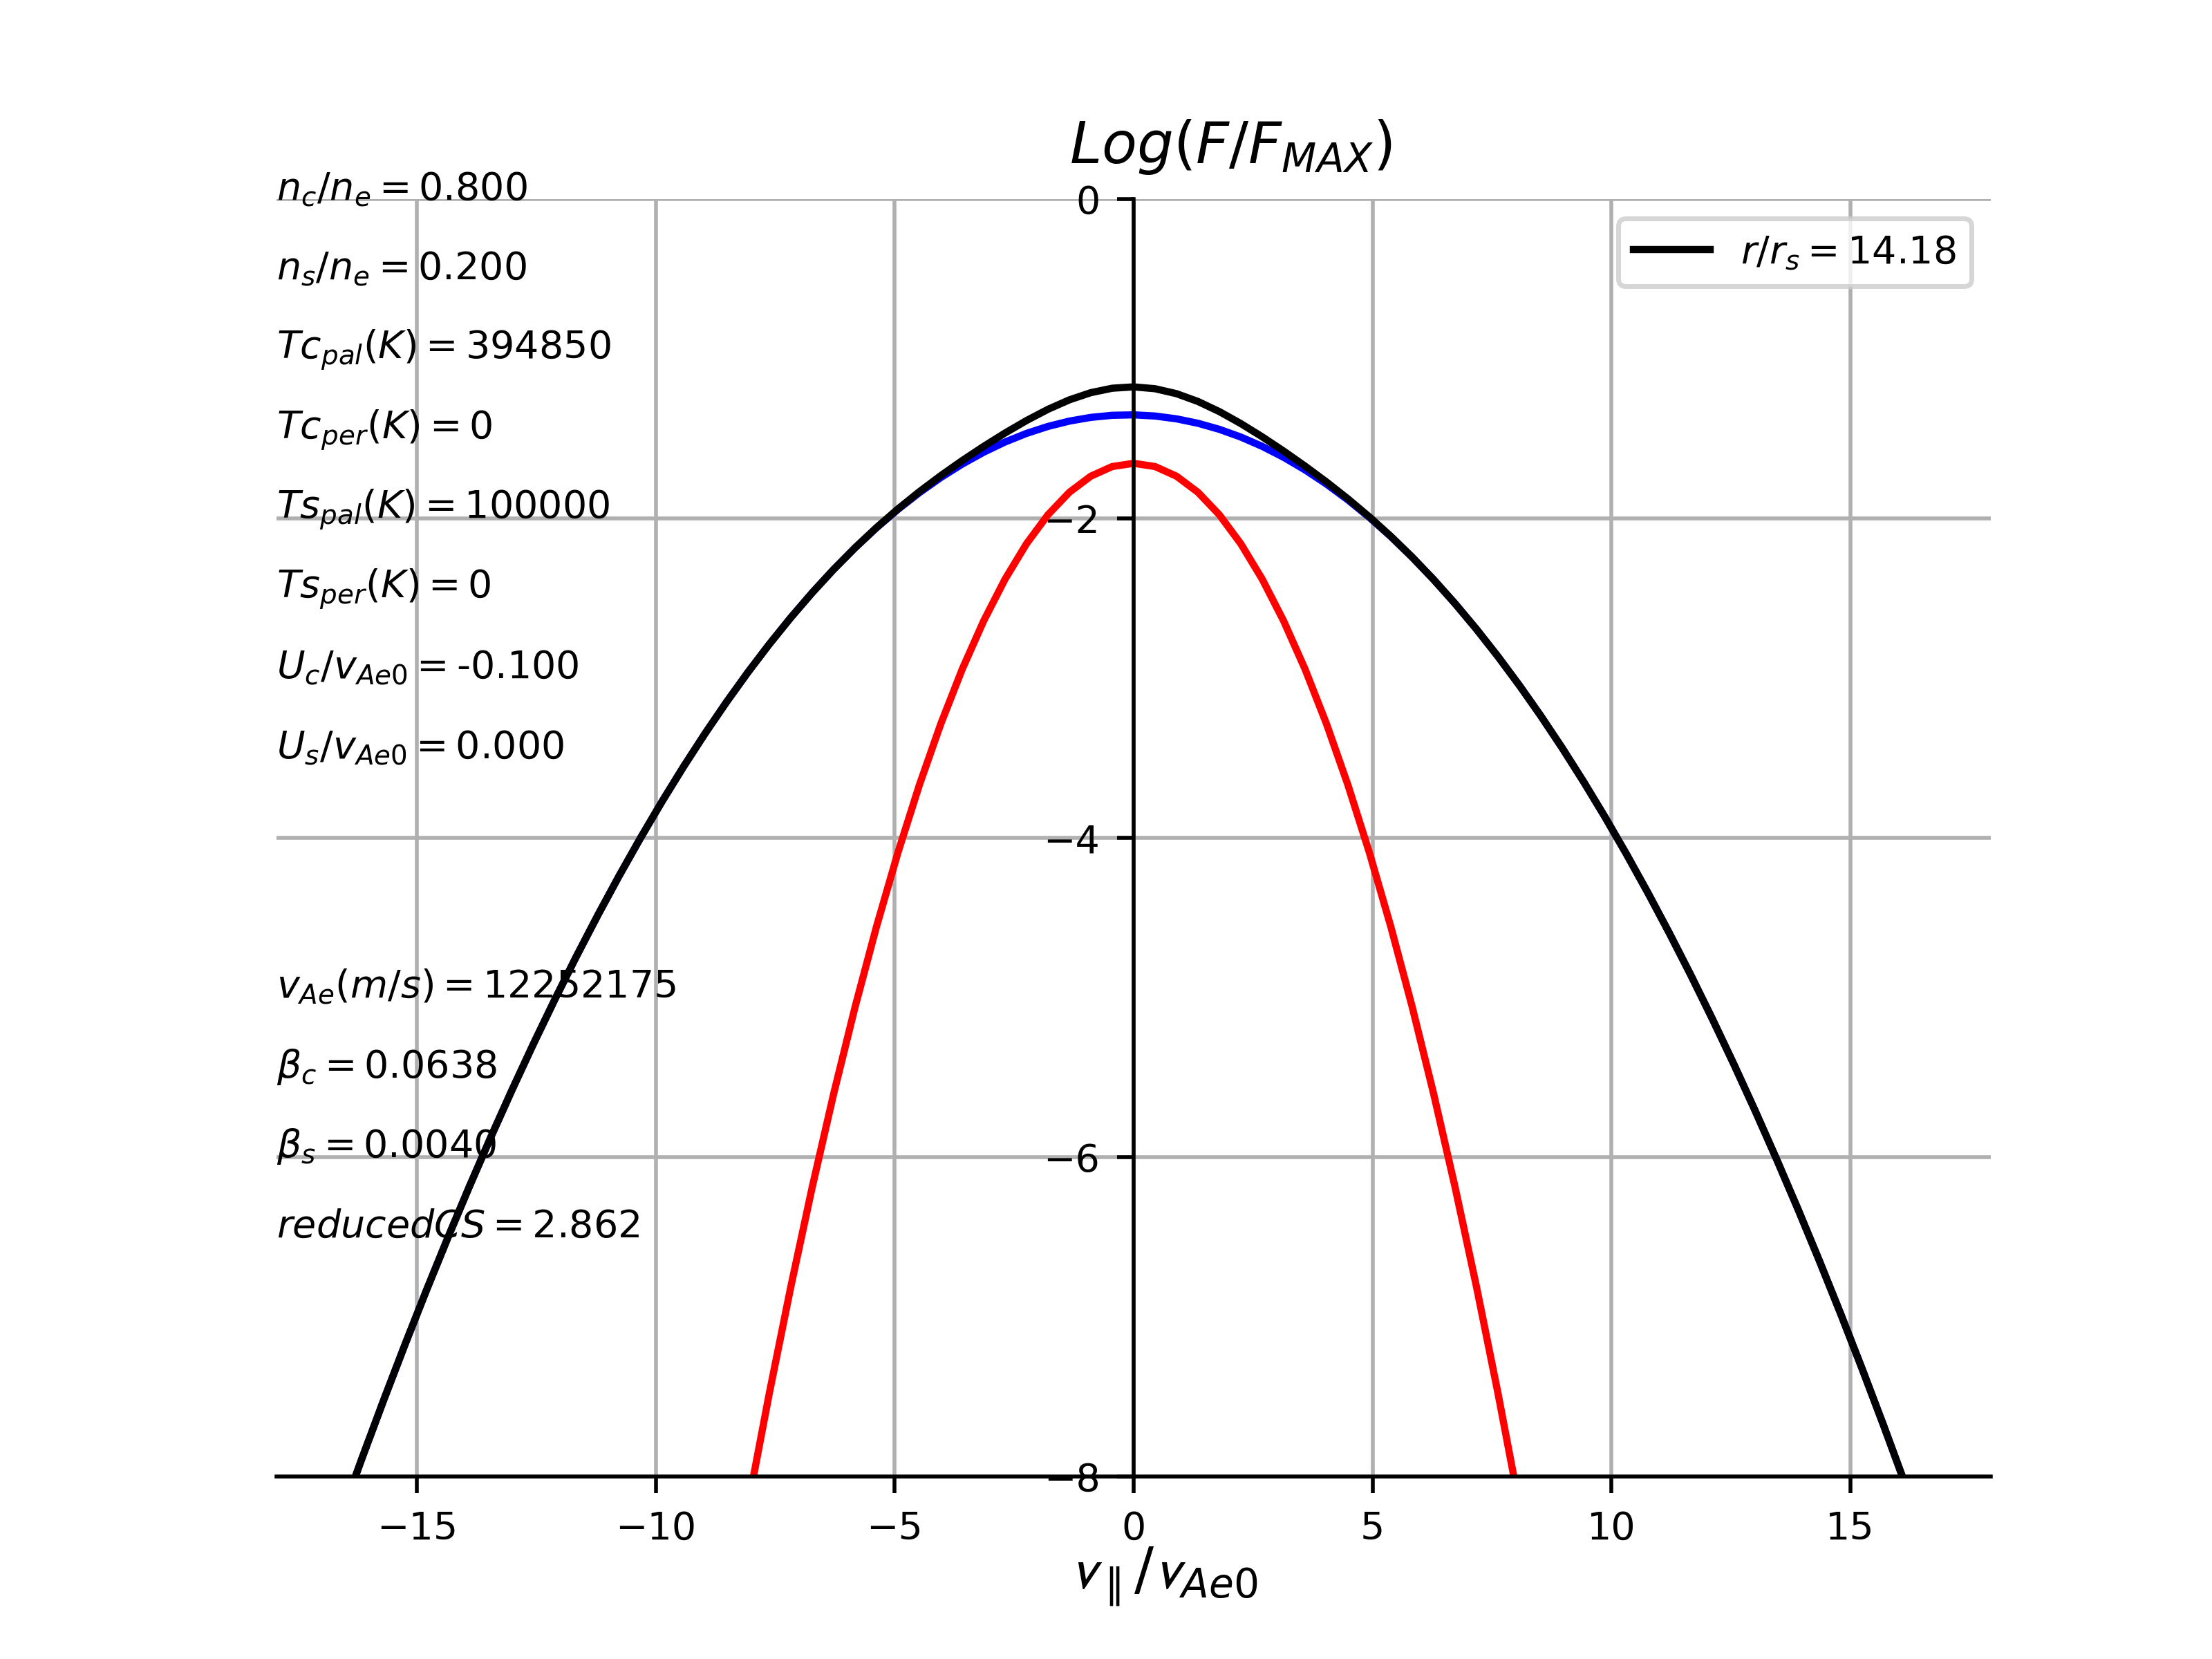 Log(F/F_MAX)
n_c/n_e = 0.800
0
r/r_s = 14.18
n_s/n_e = 0.200
Tc_pal(K) = 394850
Tc_per(K) = 0
Ts_pal(K) = 100000
−2
Ts_per(K) = 0
U_c/v_Ae0 = -0.100
U_s/v_Ae0 = 0.000
−4
v_Ae(m/s) = 12252175
β_c = 0.0638
β_s = 0.0040
−6
reducedCS = 2.862
−8
−15 −10 −5 0 5 10 15
v_∥/v_Ae0